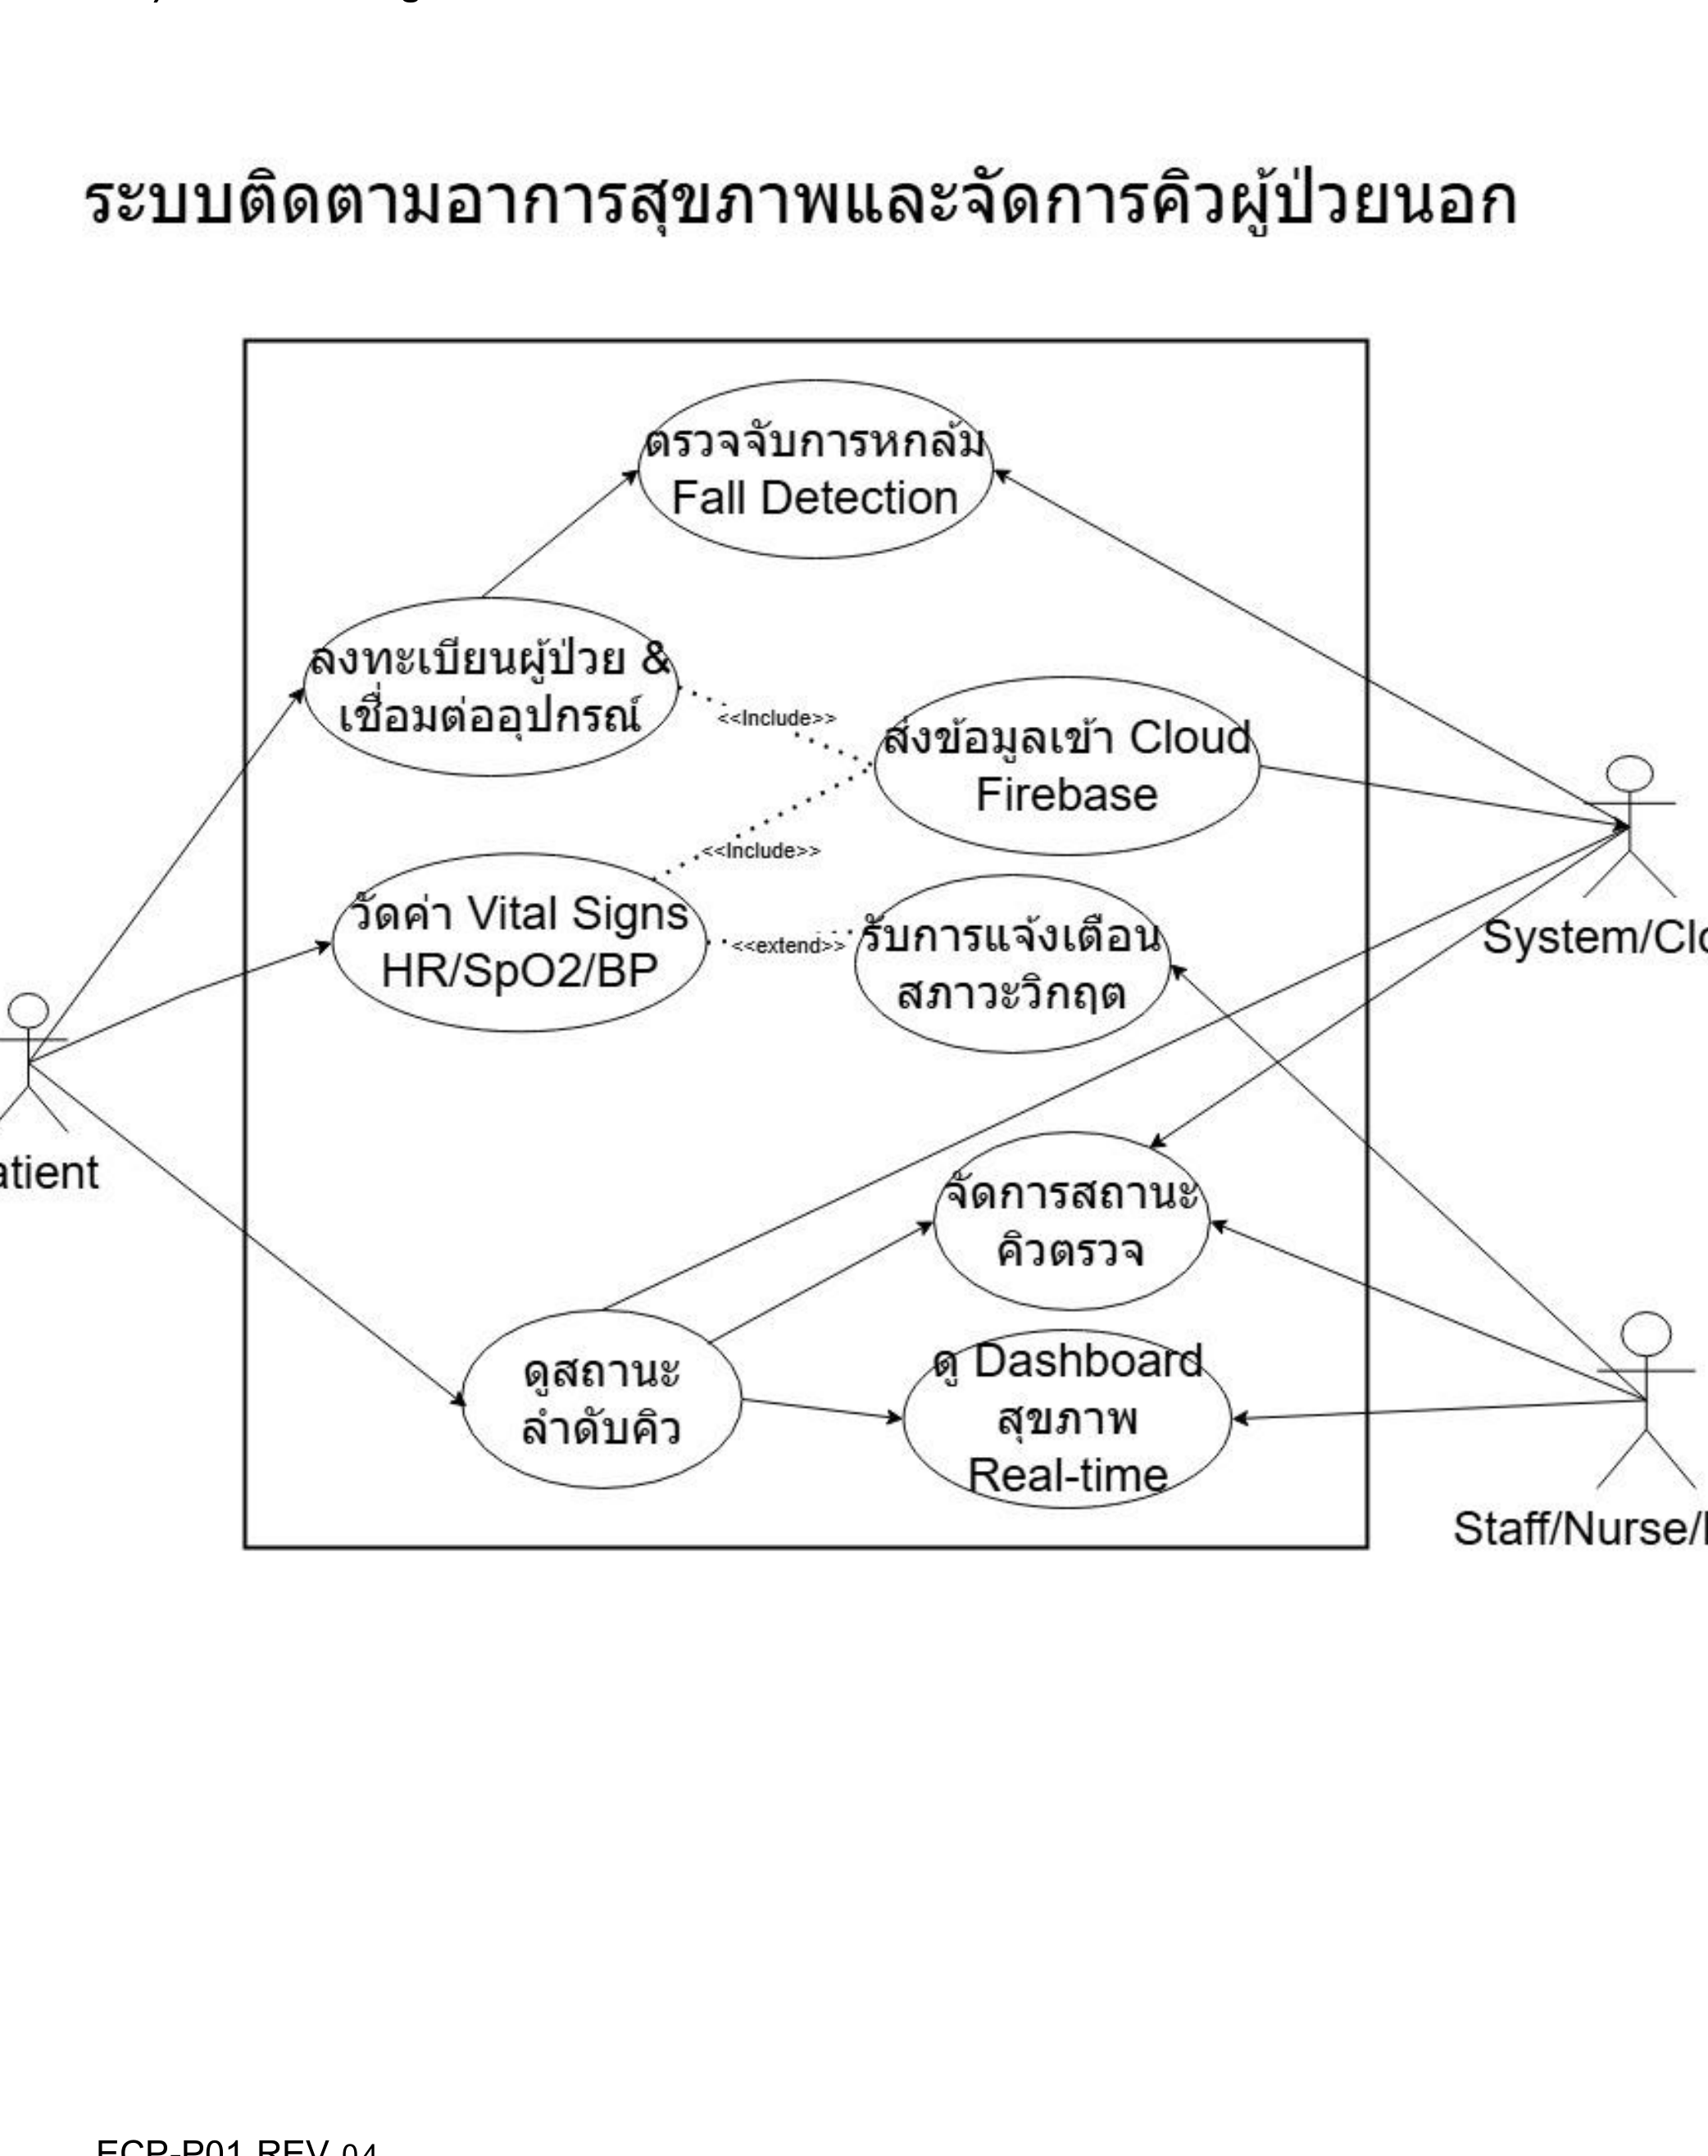 ระบบติดตามอาการสุขภาพและจัดการคิวผู้ป่วยนอก
ตรวจจับการหกล้ม
Fall Detection
ลงทะเบียนผู้ป่วย &
เชื่อมต่ออุปกรณ์
<<Include>>
ส่งข้อมูลเข้า Cloud
Firebase
<<Include>>
วัดค่า Vital Signs
HR/SpO2/BP
<<extend>>
รับการแจ้งเตือน
สภาวะวิกฤต
System/Clo
atient
จัดการสถานะ
คิวตรวจ
ดูสถานะ
ลำดับคิว
ดู Dashboard
สุขภาพ
Real-time
Staff/Nurse/
ECP-P01 REV 04